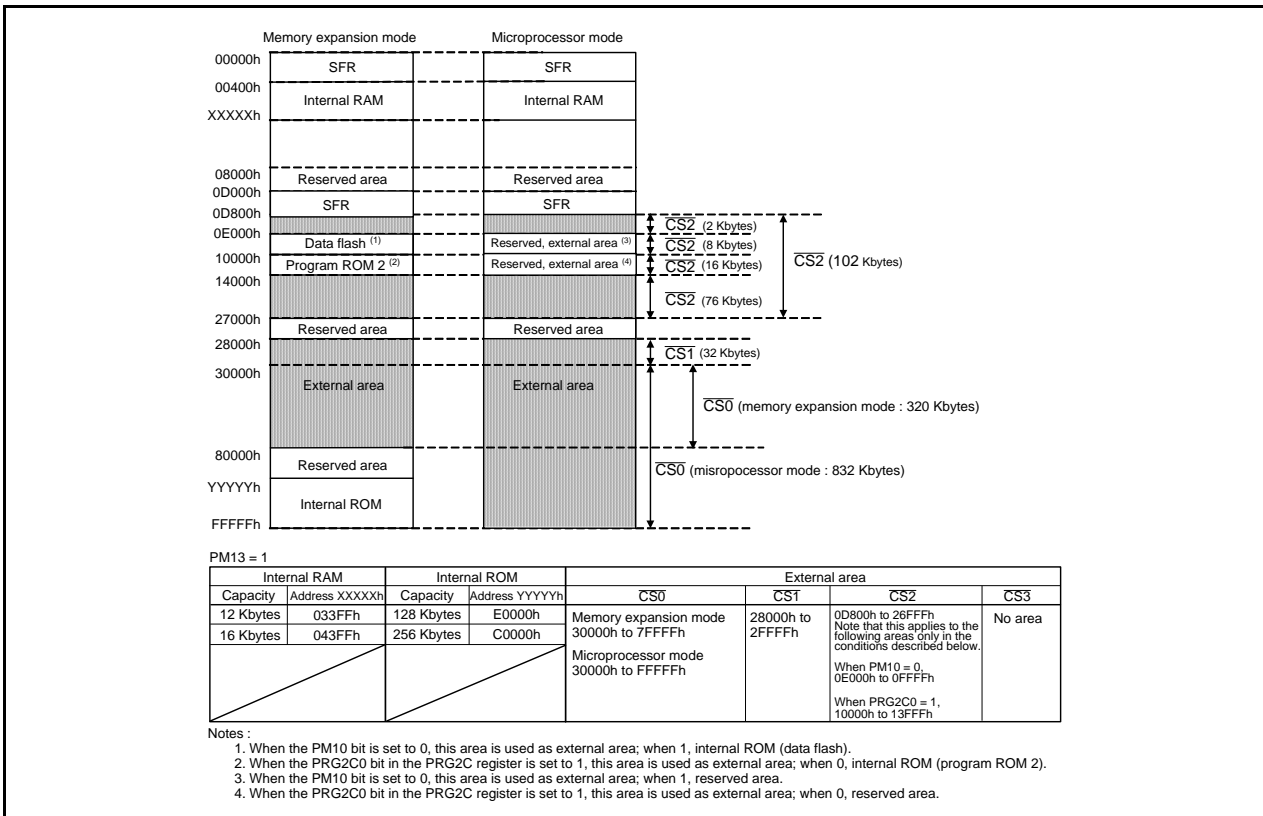 Memory expansion mode Microprocessor mode
00000h
SFR SFR
00400h
Internal RAM Internal RAM
XXXXXh
08000h
Reserved area Reserved area
0D000h
SFR SFR
0D800h
CS2 (2 Kbytes)
0E000h
Data flash (1) Reserved, external area (3) CS2 (8 Kbytes)
10000h
Program ROM 2 (2) Reserved, external area (4) CS2 (16 Kbytes)
CS2 (102 Kbytes)
14000h
CS2 (76 Kbytes)
27000h
Reserved area Reserved area
28000h
CS1 (32 Kbytes)
30000h
External area External area
CS0 (memory expansion mode : 320 Kbytes)
80000h
Reserved area
CS0 (misropocessor mode : 832 Kbytes)
YYYYYh
Internal ROM
FFFFFh
PM13 = 1
Internal RAM Internal ROM External area
Capacity Address XXXXXh Capacity Address YYYYYh CS0 CS1 CS2 CS3
12 Kbytes 033FFh 128 Kbytes E0000h
16 Kbytes 043FFh 256 Kbytes C0000h
Memory expansion mode
30000h to 7FFFFh
Microprocessor mode
30000h to FFFFFh
28000h to
2FFFFh
0D800h to 26FFFh
Note that this applies to the
following areas only in the
conditions described below.
When PM10 = 0,
0E000h to 0FFFFh
When PRG2C0 = 1,
10000h to 13FFFh
No area
Notes :
1. When the PM10 bit is set to 0, this area is used as external area; when 1, internal ROM (data flash).
2. When the PRG2C0 bit in the PRG2C register is set to 1, this area is used as external area; when 0, internal ROM (program ROM 2).
3. When the PM10 bit is set to 0, this area is used as external area; when 1, reserved area.
4. When the PRG2C0 bit in the PRG2C register is set to 1, this area is used as external area; when 0, reserved area.